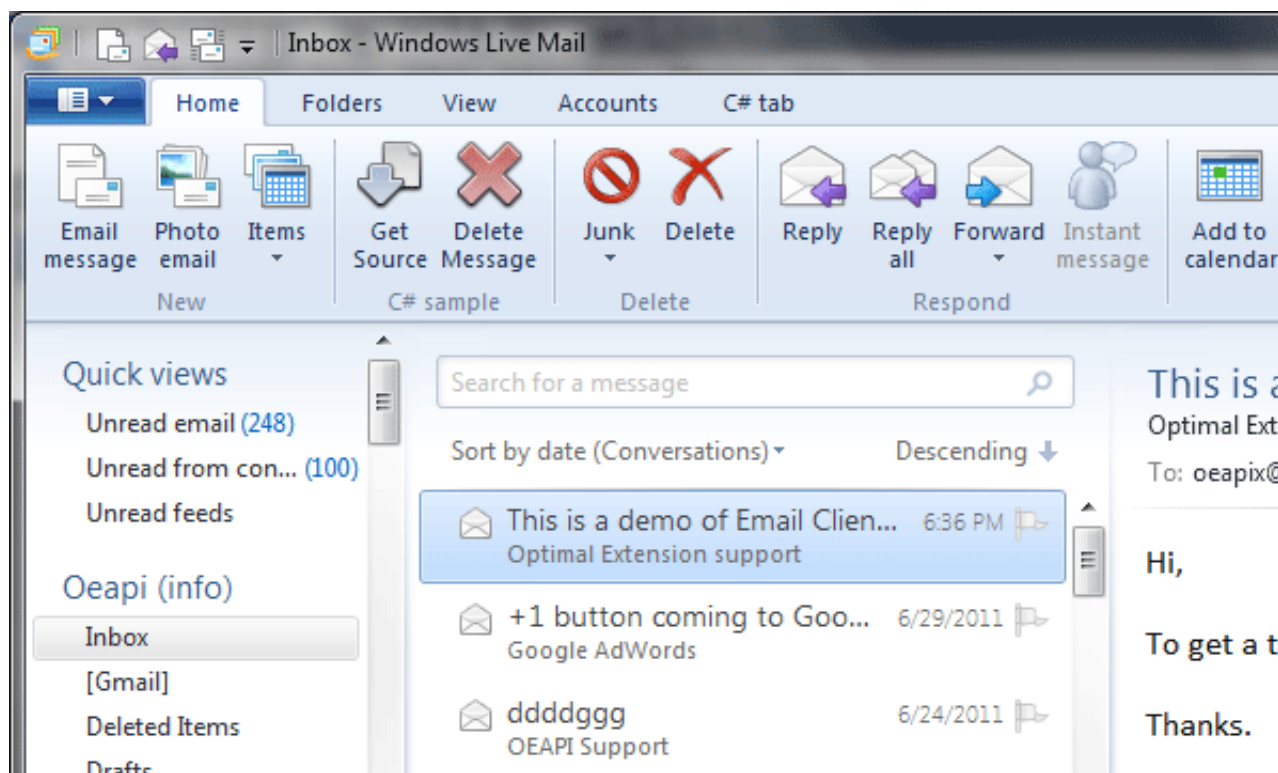 Inbox - Windows Live Mail
Home Folders View Accounts C# tab
Email message
Photo email
Items
New
Get Source
Delete Message
C# sample
Junk
Delete
Delete
Reply
Reply all
Forward
Instant message
Respond
Add to calendar
Quick views
Unread email (248)
Unread from con... (100)
Unread feeds
Oeapi (info)
Inbox
[Gmail]
Deleted Items
Drafts
Search for a message
Sort by date (Conversations) Descending
This is a demo of Email Clien... 6:36 PM
Optimal Extension support
+1 button coming to Goo... 6/29/2011
Google AdWords
ddddggg 6/24/2011
OEAPI Support
This is a
Optimal Ext
To: oeapix@
Hi,
To get a t
Thanks.